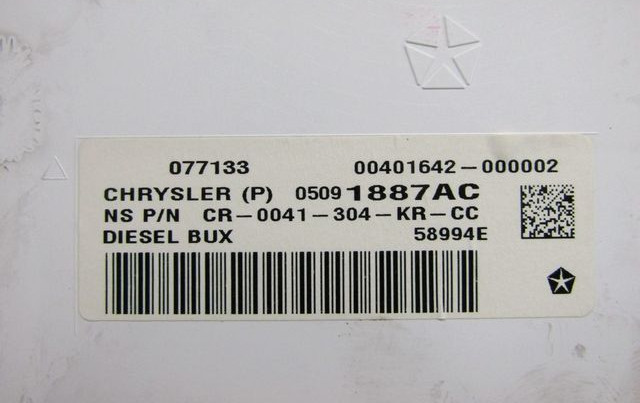 077133 00401642-000002
CHRYSLER (P) 05091887AC
NS P/N CR-0041-304-KR-CC
DIESEL BUX 58994E